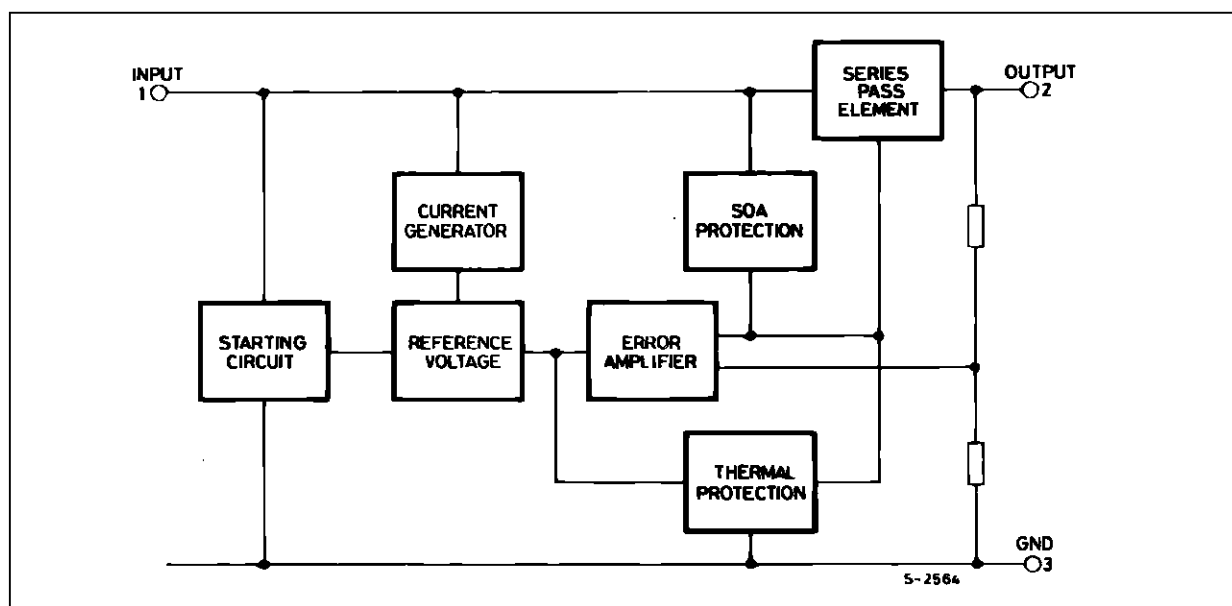 INPUT
1
SERIES
PASS
ELEMENT
OUTPUT
2
CURRENT
GENERATOR
SOA
PROTECTION
STARTING
CIRCUIT
REFERENCE
VOLTAGE
ERROR
AMPLIFIER
THERMAL
PROTECTION
GND
3
S-2564